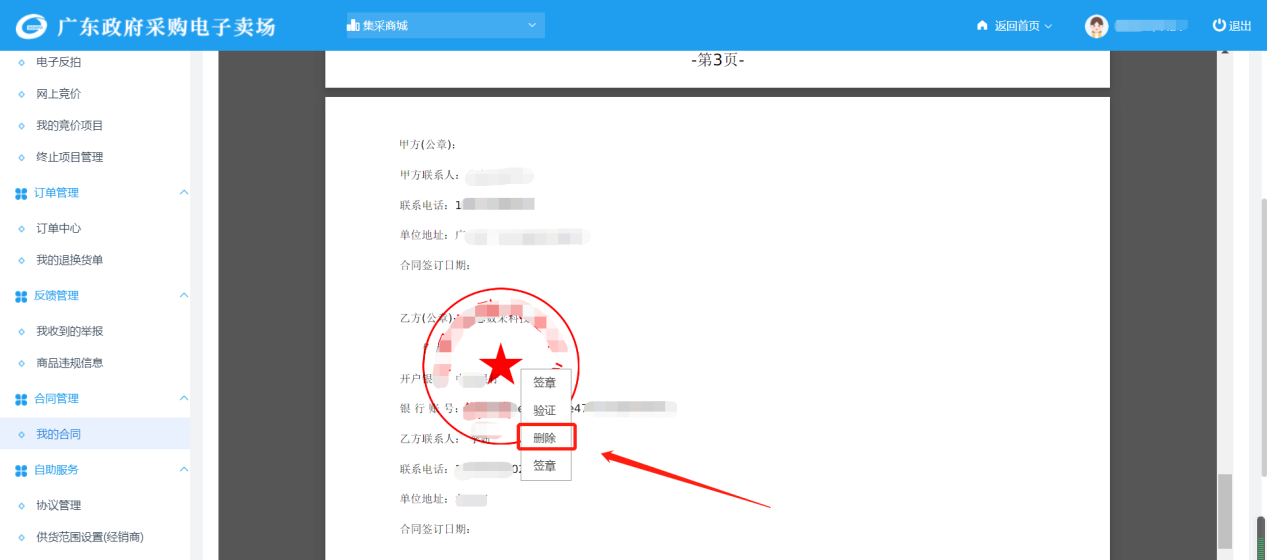 广东政府采购电子卖场
集采商城
返回首页
退出
电子反拍
网上竞价
我的竞价项目
终止项目管理
订单管理
订单中心
我的退换货单
反馈管理
我收到的举报
商品违规信息
合同管理
我的合同
自助服务
协议管理
供货范围设置(经销商)
-第3页-
甲方(公章):
甲方联系人:
联系电话: 1
单位地址: 广
合同签订日期:
乙方(公章):
开户银
银 行 账 号:
乙方联系人:
联系电话:
单位地址:
合同签订日期:
签章
验证
删除
签章